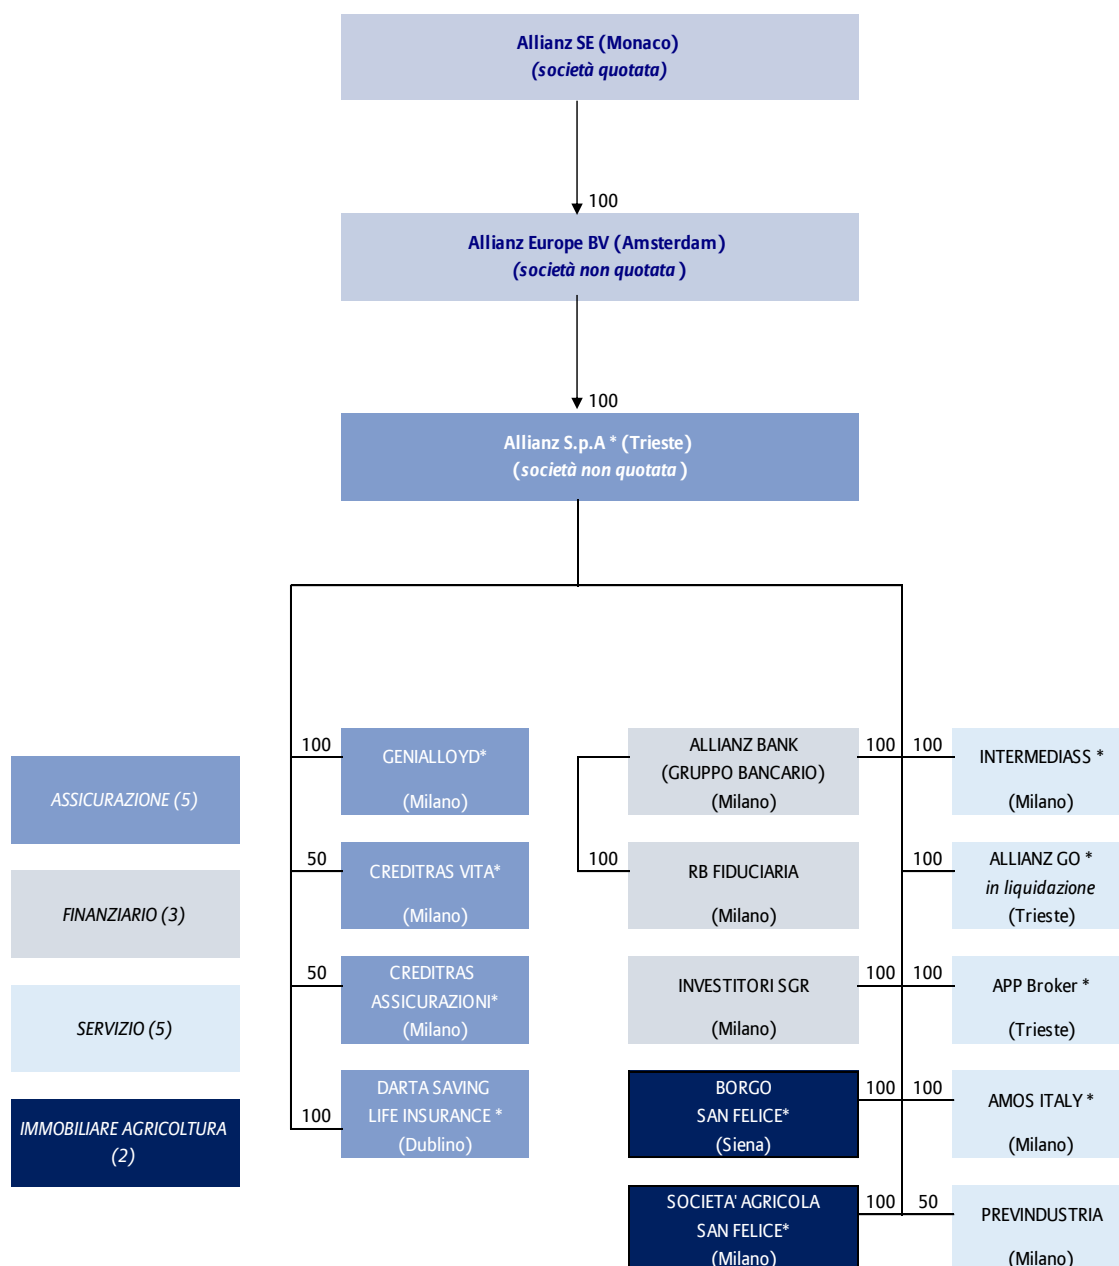 Allianz SE (Monaco)
(società quotata)
100
Allianz Europe BV (Amsterdam)
(società non quotata )
100
Allianz S.p.A * (Trieste)
(società non quotata )
ASSICURAZIONE (5)
FINANZIARIO (3)
SERVIZIO (5)
IMMOBILIARE AGRICOLTURA
(2)
100
GENIALLOYD*
(Milano)
50
CREDITRAS VITA*
(Milano)
50
CREDITRAS
ASSICURAZIONI*
(Milano)
100
DARTA SAVING
LIFE INSURANCE *
(Dublino)
ALLIANZ BANK
(GRUPPO BANCARIO)
(Milano)
100
100
RB FIDUCIARIA
(Milano)
INVESTITORI SGR
(Milano)
100
BORGO
SAN FELICE*
(Siena)
100
SOCIETA' AGRICOLA
SAN FELICE*
(Milano)
100
100
INTERMEDIASS *
(Milano)
100
ALLIANZ GO *
in liquidazione
(Trieste)
100
APP Broker *
(Trieste)
100
AMOS ITALY *
(Milano)
50
PREVINDUSTRIA
(Milano)